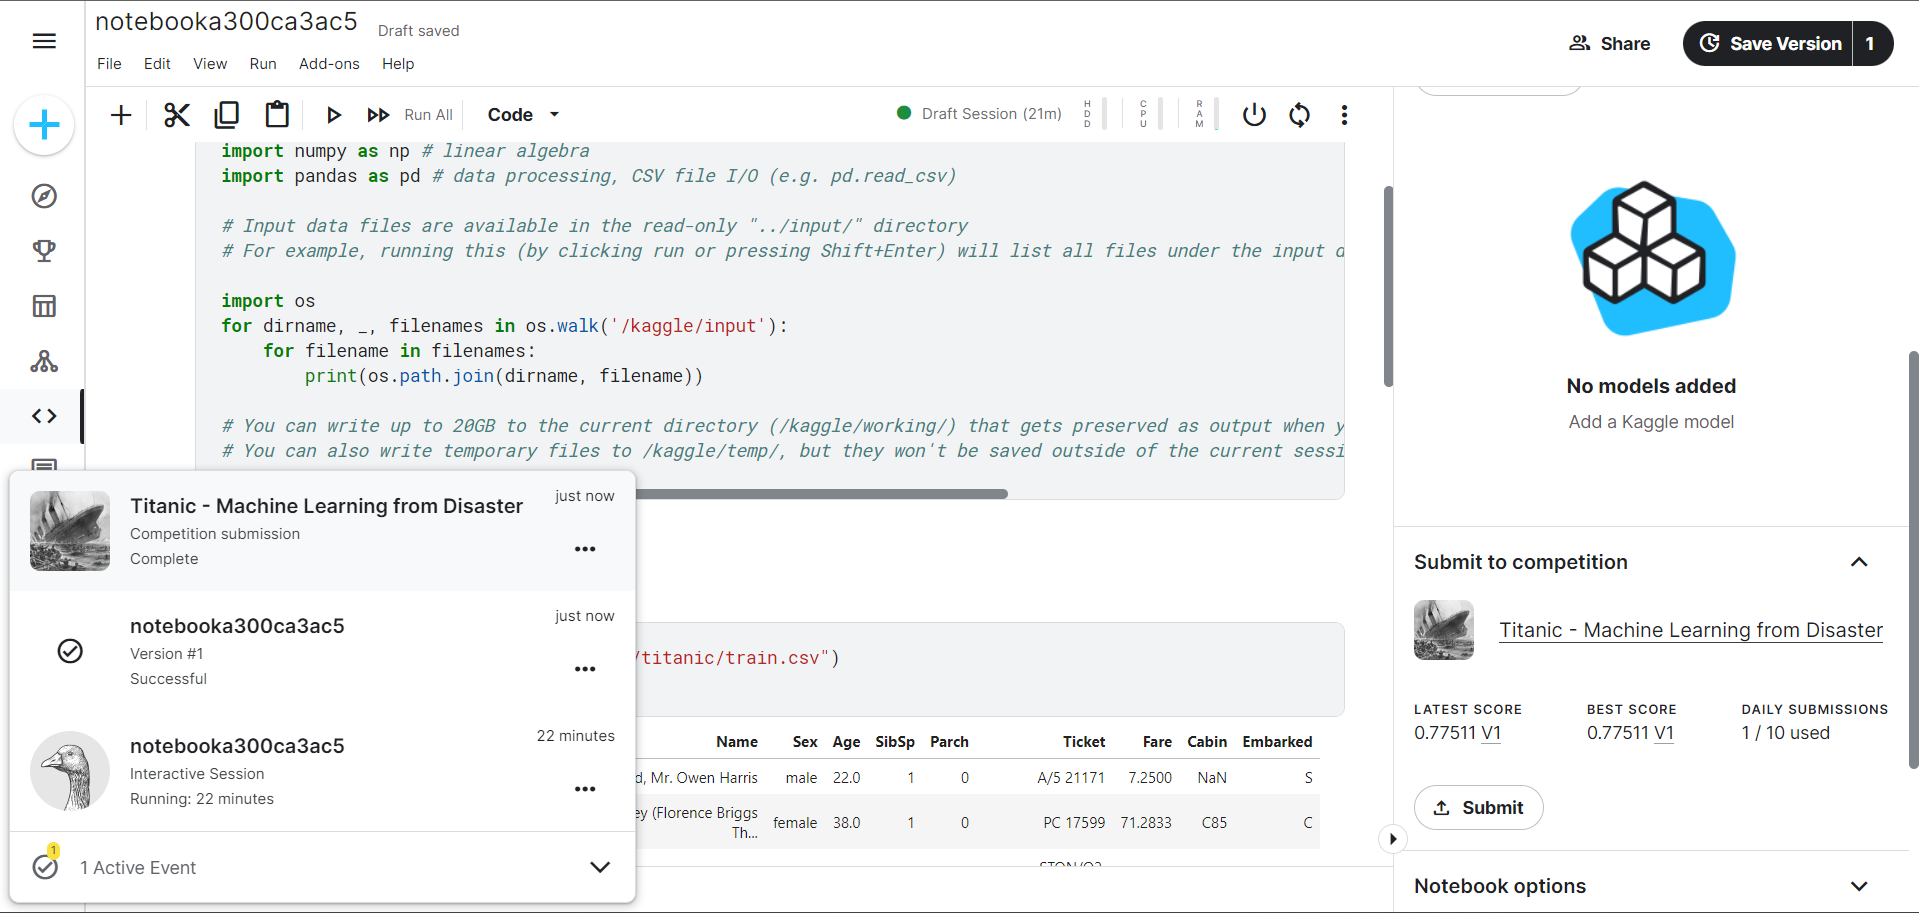 notebooka300ca3ac5
Draft saved
File Edit View Run Add-ons Help
Share
Save Version 1
Run All
Code
Draft Session (21m)
HDD
CPU
RAM
import numpy as np # linear algebra
import pandas as pd # data processing, CSV file I/O (e.g. pd.read_csv)
# Input data files are available in the read-only "../input/" directory
# For example, running this (by clicking run or pressing Shift+Enter) will list all files under the input d
import os
for dirname, _, filenames in os.walk('/kaggle/input'):
    for filename in filenames:
        print(os.path.join(dirname, filename))
# You can write up to 20GB to the current directory (/kaggle/working/) that gets preserved as output when y
# You can also write temporary files to /kaggle/temp/, but they won't be saved outside of the current sessi
/titanic/train.csv")
Name Sex Age SibSp Parch Ticket Fare Cabin Embarked
d, Mr. Owen Harris male 22.0 1 0 A/5 21171 7.2500 NaN S
ey (Florence Briggs
Th... female 38.0 1 0 PC 17599 71.2833 C85 C
STON/O2
Titanic - Machine Learning from Disaster
just now
Competition submission
Complete
notebooka300ca3ac5
just now
Version #1
Successful
notebooka300ca3ac5
22 minutes
Interactive Session
Running: 22 minutes
1
1 Active Event
No models added
Add a Kaggle model
Submit to competition
Titanic - Machine Learning from Disaster
LATEST SCORE
0.77511 V1
BEST SCORE
0.77511 V1
DAILY SUBMISSIONS
1 / 10 used
Submit
Notebook options